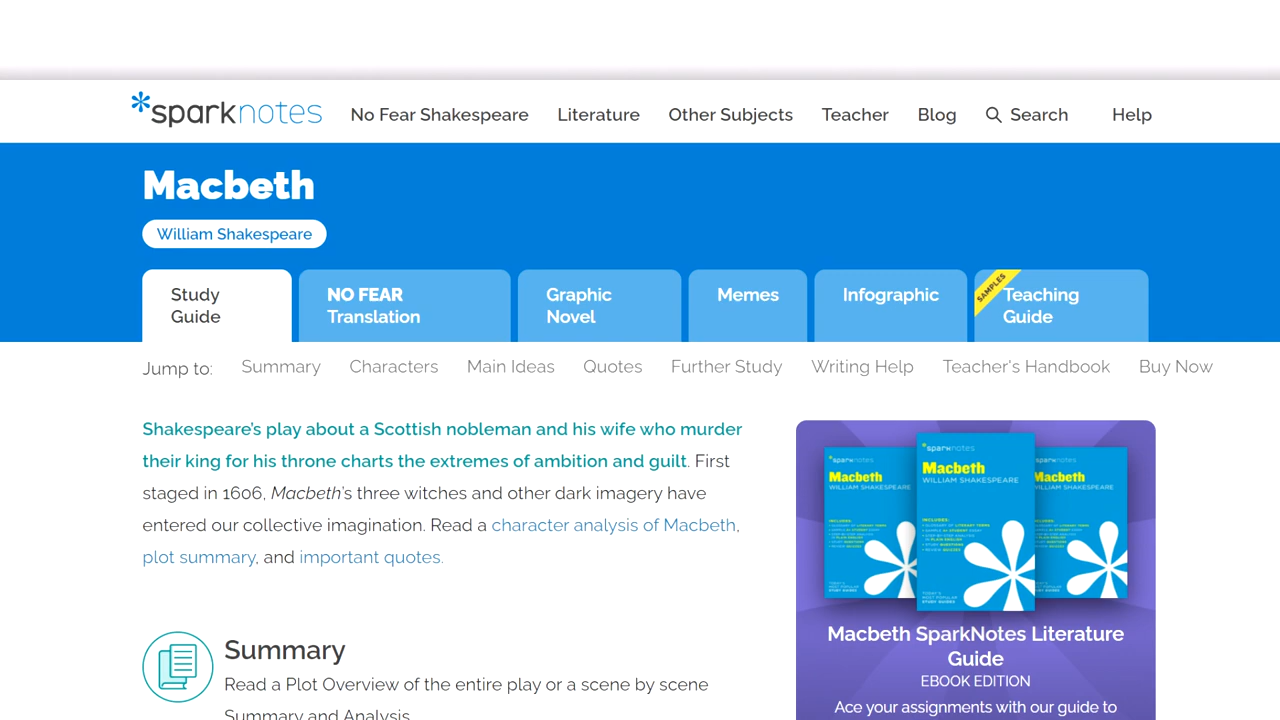 *sparknotes
No Fear Shakespeare Literature Other Subjects Teacher Blog Search Help
Macbeth
William Shakespeare
Study
Guide
NO FEAR
Translation
Graphic
Novel
Memes
Infographic
SAMPLES
Teaching
Guide
Jump to: Summary Characters Main Ideas Quotes Further Study Writing Help Teacher's Handbook Buy Now
Shakespeare's play about a Scottish nobleman and his wife who murder
their king for his throne charts the extremes of ambition and guilt. First
staged in 1606, Macbeth's three witches and other dark imagery have
entered our collective imagination. Read a character analysis of Macbeth,
plot summary, and important quotes.
Summary
Read a Plot Overview of the entire play or a scene by scene
Summary and Analysis.
sparknotes
Macbeth
WILLIAM SHAKESPEARE
sparknotes
Macbeth
WILLIAM SHAKESPEARE
sparknotes
Macbeth
WILLIAM SHAKESPEARE
Macbeth SparkNotes Literature
Guide
EBOOK EDITION
Ace your assignments with our guide to